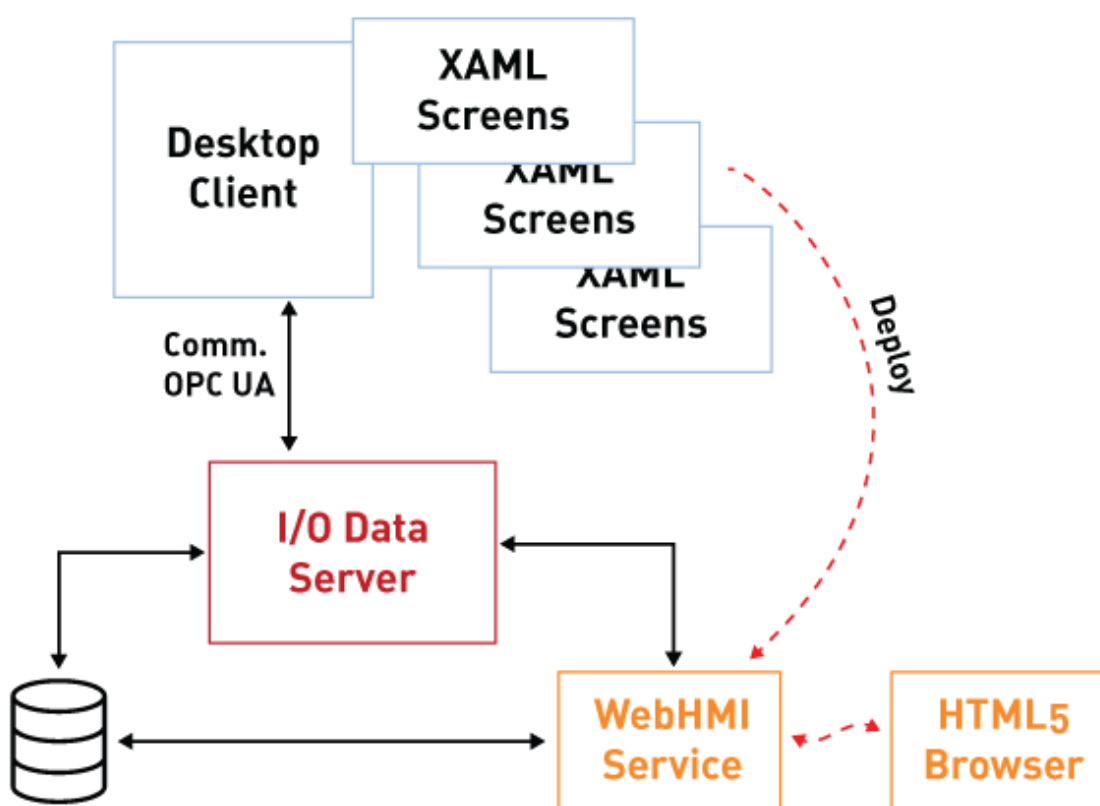 XAML
Screens
Desktop
Client
XAML
Screens
XAML
Screens
Deploy
Comm.
OPC UA
I/O Data
Server
WebHMI
Service
HTML5
Browser